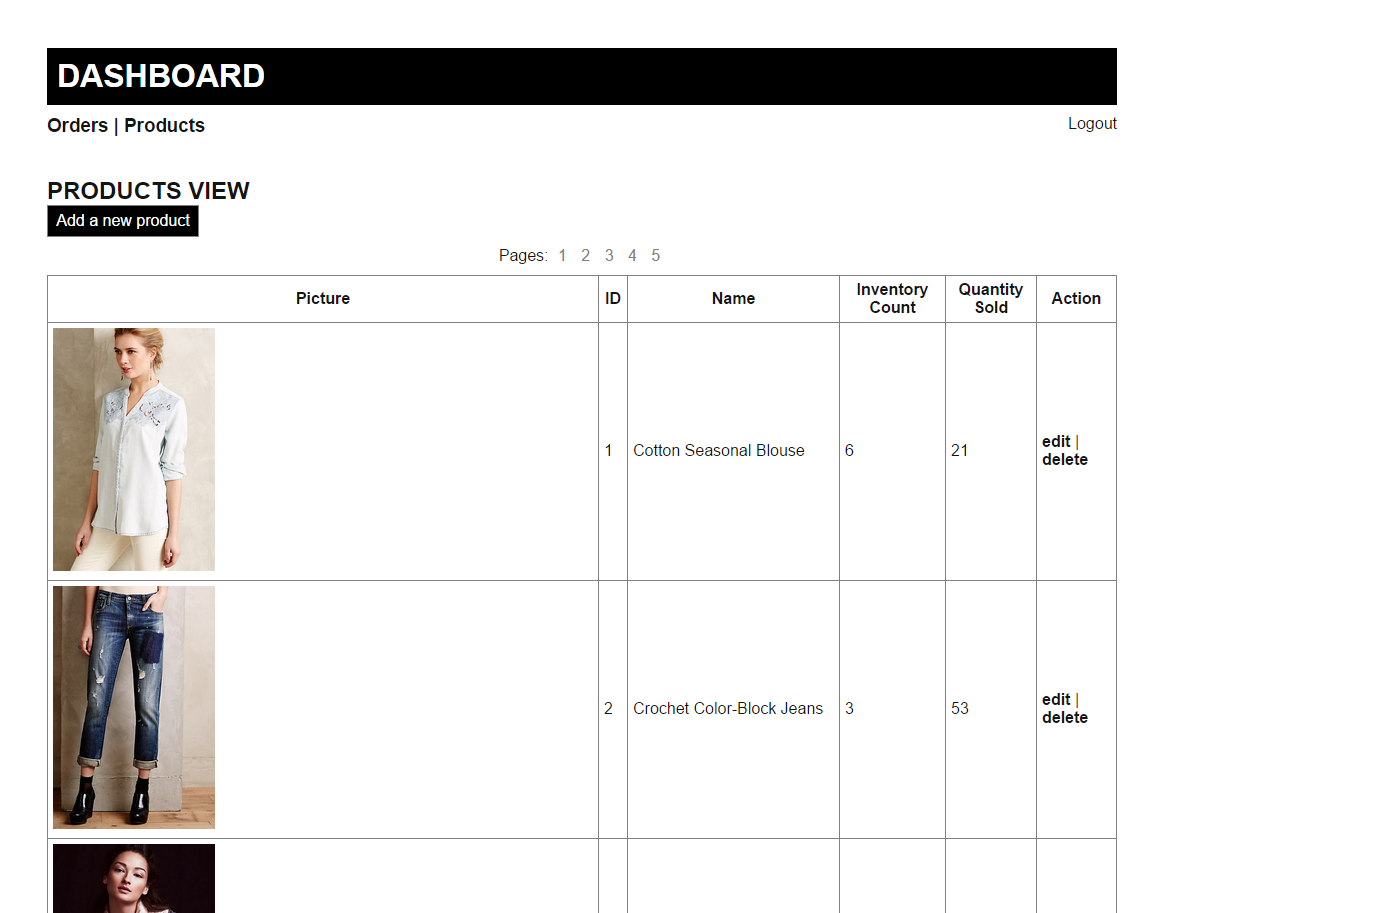 DASHBOARD
Orders | Products
Logout
PRODUCTS VIEW
Add a new product
Pages: 1 2 3 4 5
Picture
ID
Name
Inventory
Count
Quantity
Sold
Action
1
Cotton Seasonal Blouse
6
21
edit |
delete
2
Crochet Color-Block Jeans
3
53
edit |
delete